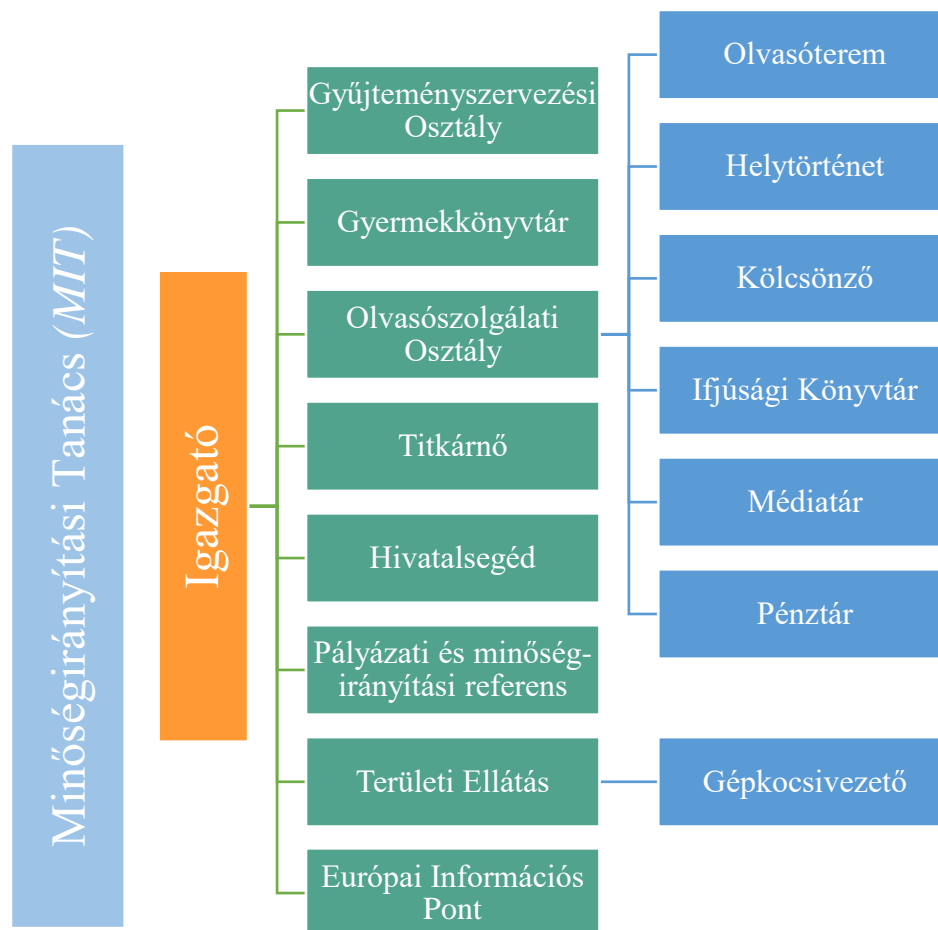 Minőségirányítási Tanács (MIT)
Igazgató
Gyűjteményszervezési
Osztály
Gyermekkönyvtár
Olvasószolgálati
Osztály
Titkárnő
Hivatalsegéd
Pályázati és minőség-
irányítási referens
Területi Ellátás
Európai Információs
Pont
Olvasóterem
Helytörténet
Kölcsönző
Ifjúsági Könyvtár
Médiatár
Pénztár
Gépkocsivezető